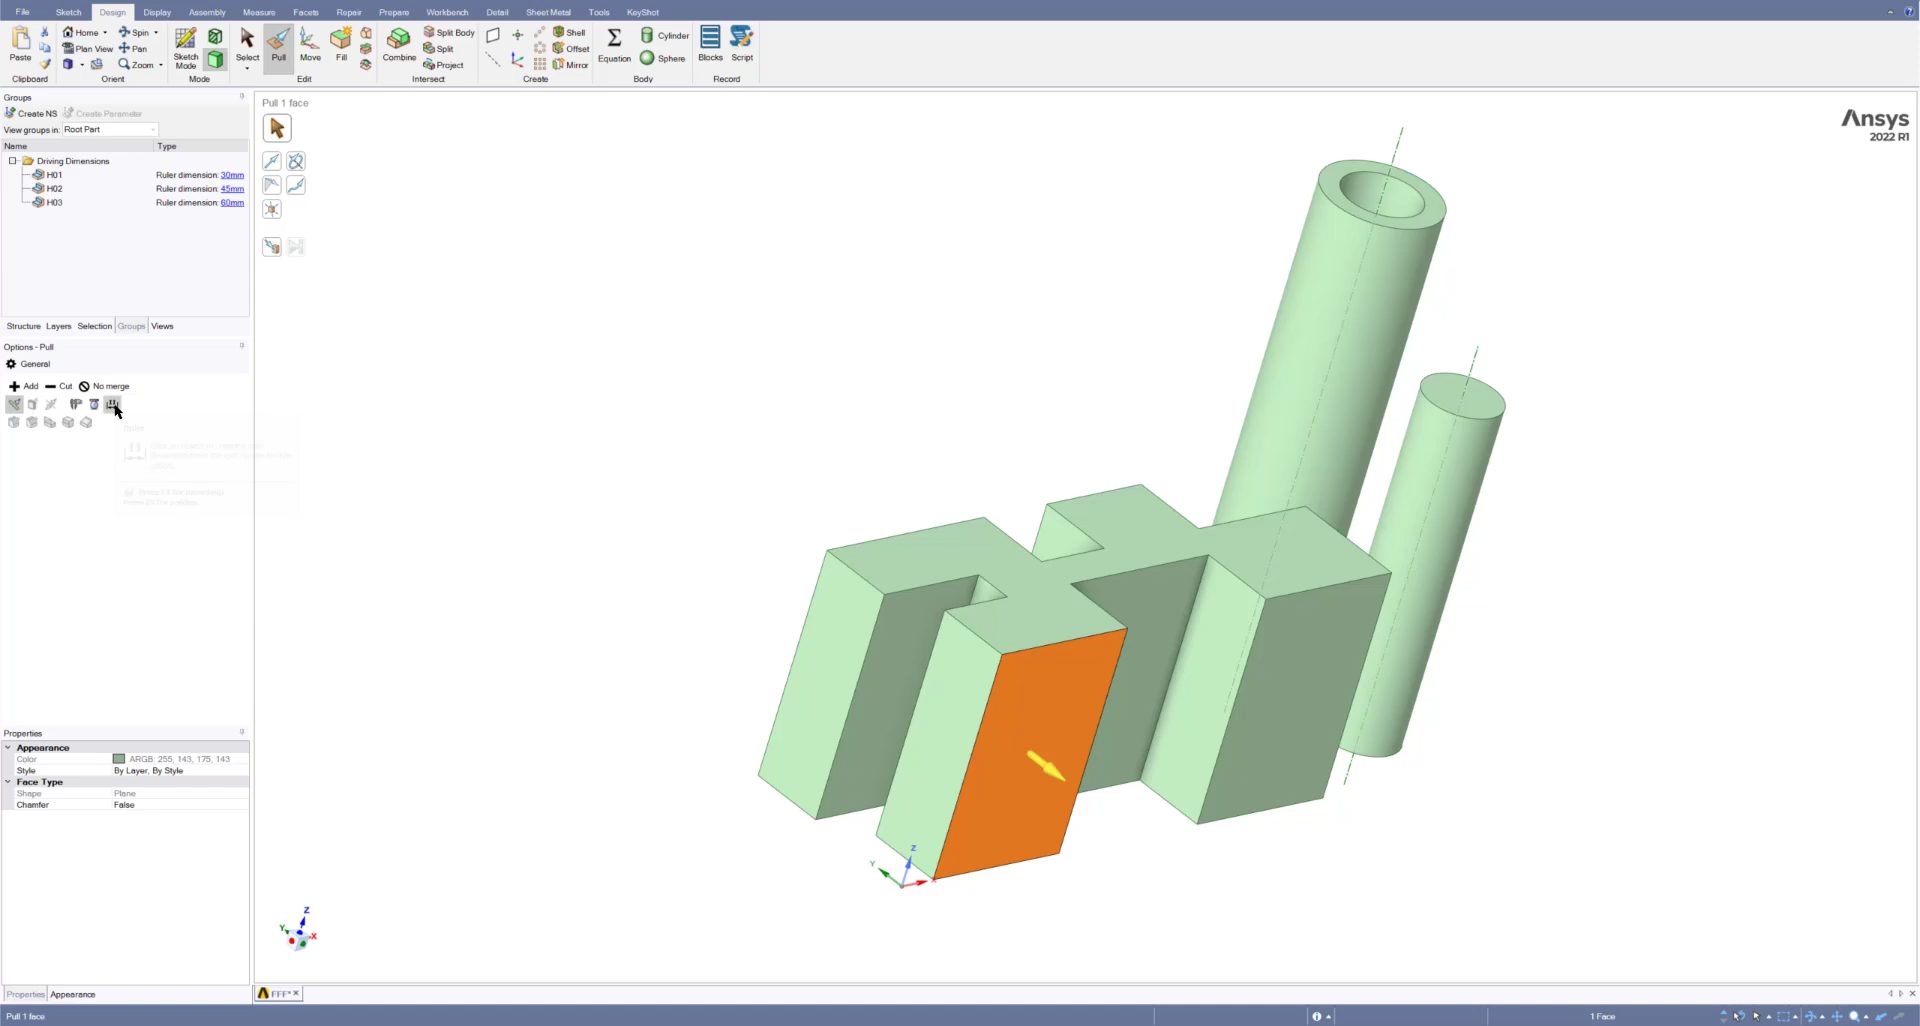 File Sketch Design Display Assembly Measure Facets Repair Prepare Workbench Detail Sheet Metal Tools KeyShot
Home Spin Split Body Shell Cylinder
Plan View Pan Split Offset
Paste Zoom Sketch Mode Select Pull Move Fill Combine Project Mirror Equation Sphere Blocks Script
Clipboard Orient Mode Edit Intersect Create Body Record
Groups
Create NS Create Parameter
View groups in: Root Part
Name Type
Driving Dimensions
H01 Ruler dimension: 30mm
H02 Ruler dimension: 45mm
H03 Ruler dimension: 60mm
Structure Layers Selection Groups Views
Options - Pull
General
Add Cut No merge
Properties
Appearance
Color ARGB: 255, 143, 175, 143
Style By Layer, By Style
Face Type
Shape Plane
Chamfer False
Properties Appearance
Pull 1 face
Ansys
2022 R1
Z
Y
X
Z
Y
X
FFF*
Pull 1 face 1 Face